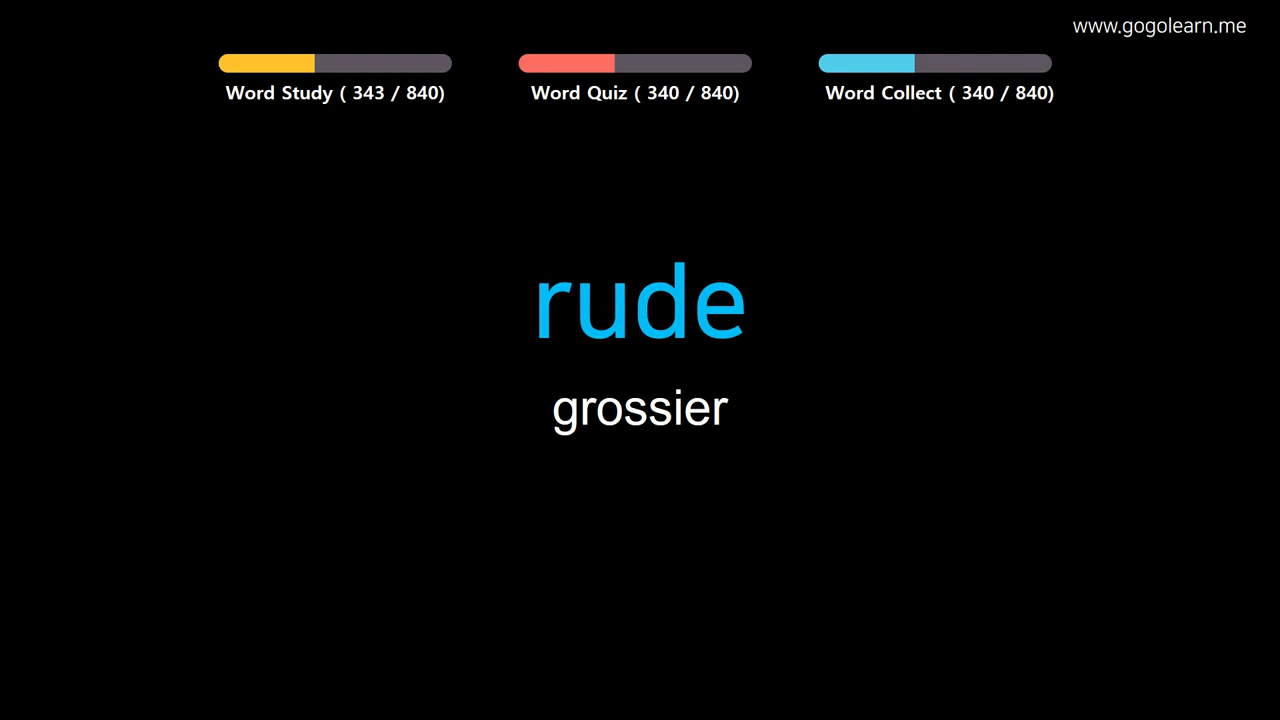 www.gogolearn.me
Word Study ( 343 / 840)
Word Quiz ( 340 / 840)
Word Collect ( 340 / 840)
rude
grossier